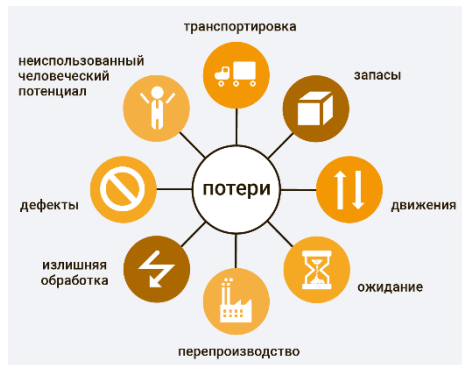 транспортировка
неиспользованный
человеческий
потенциал
запасы
потери
дефекты
движения
излишняя
обработка
ожидание
перепроизводство